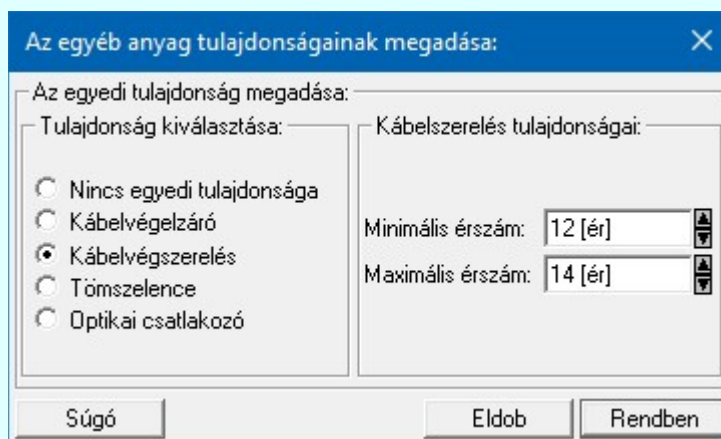 Az egyéb anyag tulajdonságainak megadása:
Az egyedi tulajdonság megadása:
Tulajdonság kiválasztása:
Nincs egyedi tulajdonsága
Kábelvégelzáró
Kábelvégszerelés
Tömszelence
Optikai csatlakozó
Kábelszerelés tulajdonságai:
Minimális érszám: 12 [ér]
Maximális érszám: 14 [ér]
Súgó
Eldob
Rendben